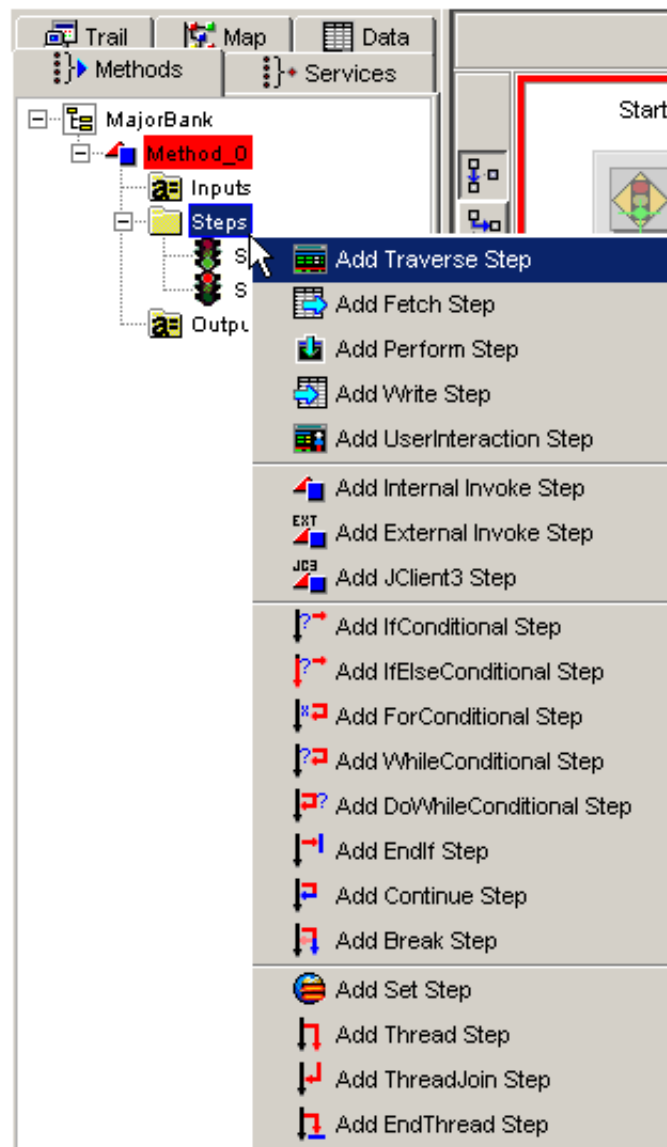 Trail
Map
Data
Methods
Services
MajorBank
Method_0
Inputs
Steps
S
S
Outpu
Start
Add Traverse Step
Add Fetch Step
Add Perform Step
Add Write Step
Add UserInteraction Step
Add Internal Invoke Step
EXT
Add External Invoke Step
JC3
Add JClient3 Step
Add IfConditional Step
Add IfElseConditional Step
Add ForConditional Step
Add WhileConditional Step
Add DoWhileConditional Step
Add EndIf Step
Add Continue Step
Add Break Step
Add Set Step
Add Thread Step
Add ThreadJoin Step
Add EndThread Step